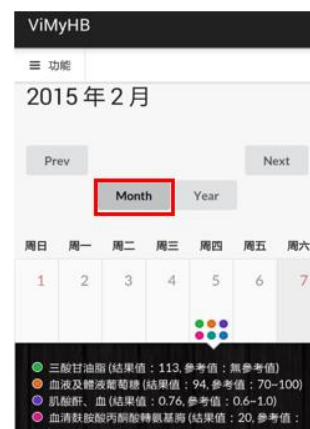 ViMyHB
☰ 功能
2015 年 2 月
Prev Next
Month Year
周日 周一 周二 周三 周四 周五 周六
1 2 3 4 5 6 7
三酸甘油脂 (結果值：113, 參考值：無參考值)
血液及體液葡萄糖 (結果值：94, 參考值：70~100)
肌酸酐、血 (結果值：0.76, 參考值：0.6~1.0)
血清麩胺酸丙酮酸轉氨基脢 (結果值：20, 參考值：